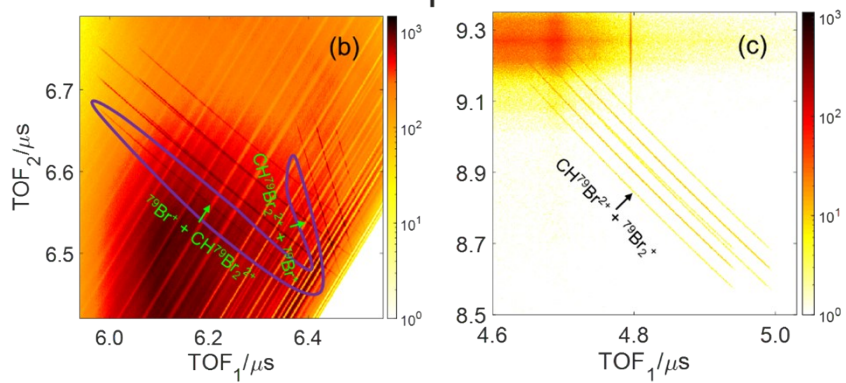 (b)
TOF₂/μs
6.7
6.6
6.5
6.0
6.2
6.4
TOF₁/μs
⁷⁹Br⁺ + CH⁷⁹Br₂²⁺
CH⁷⁹Br₂²⁺ + ⁷⁹Br⁺
10³
10²
10¹
10⁰
(c)
9.3
9.1
8.9
8.7
8.5
4.6
4.8
5.0
TOF₁/μs
CH⁷⁹Br²⁺ + ⁷⁹Br₂⁺
10³
10²
10¹
10⁰